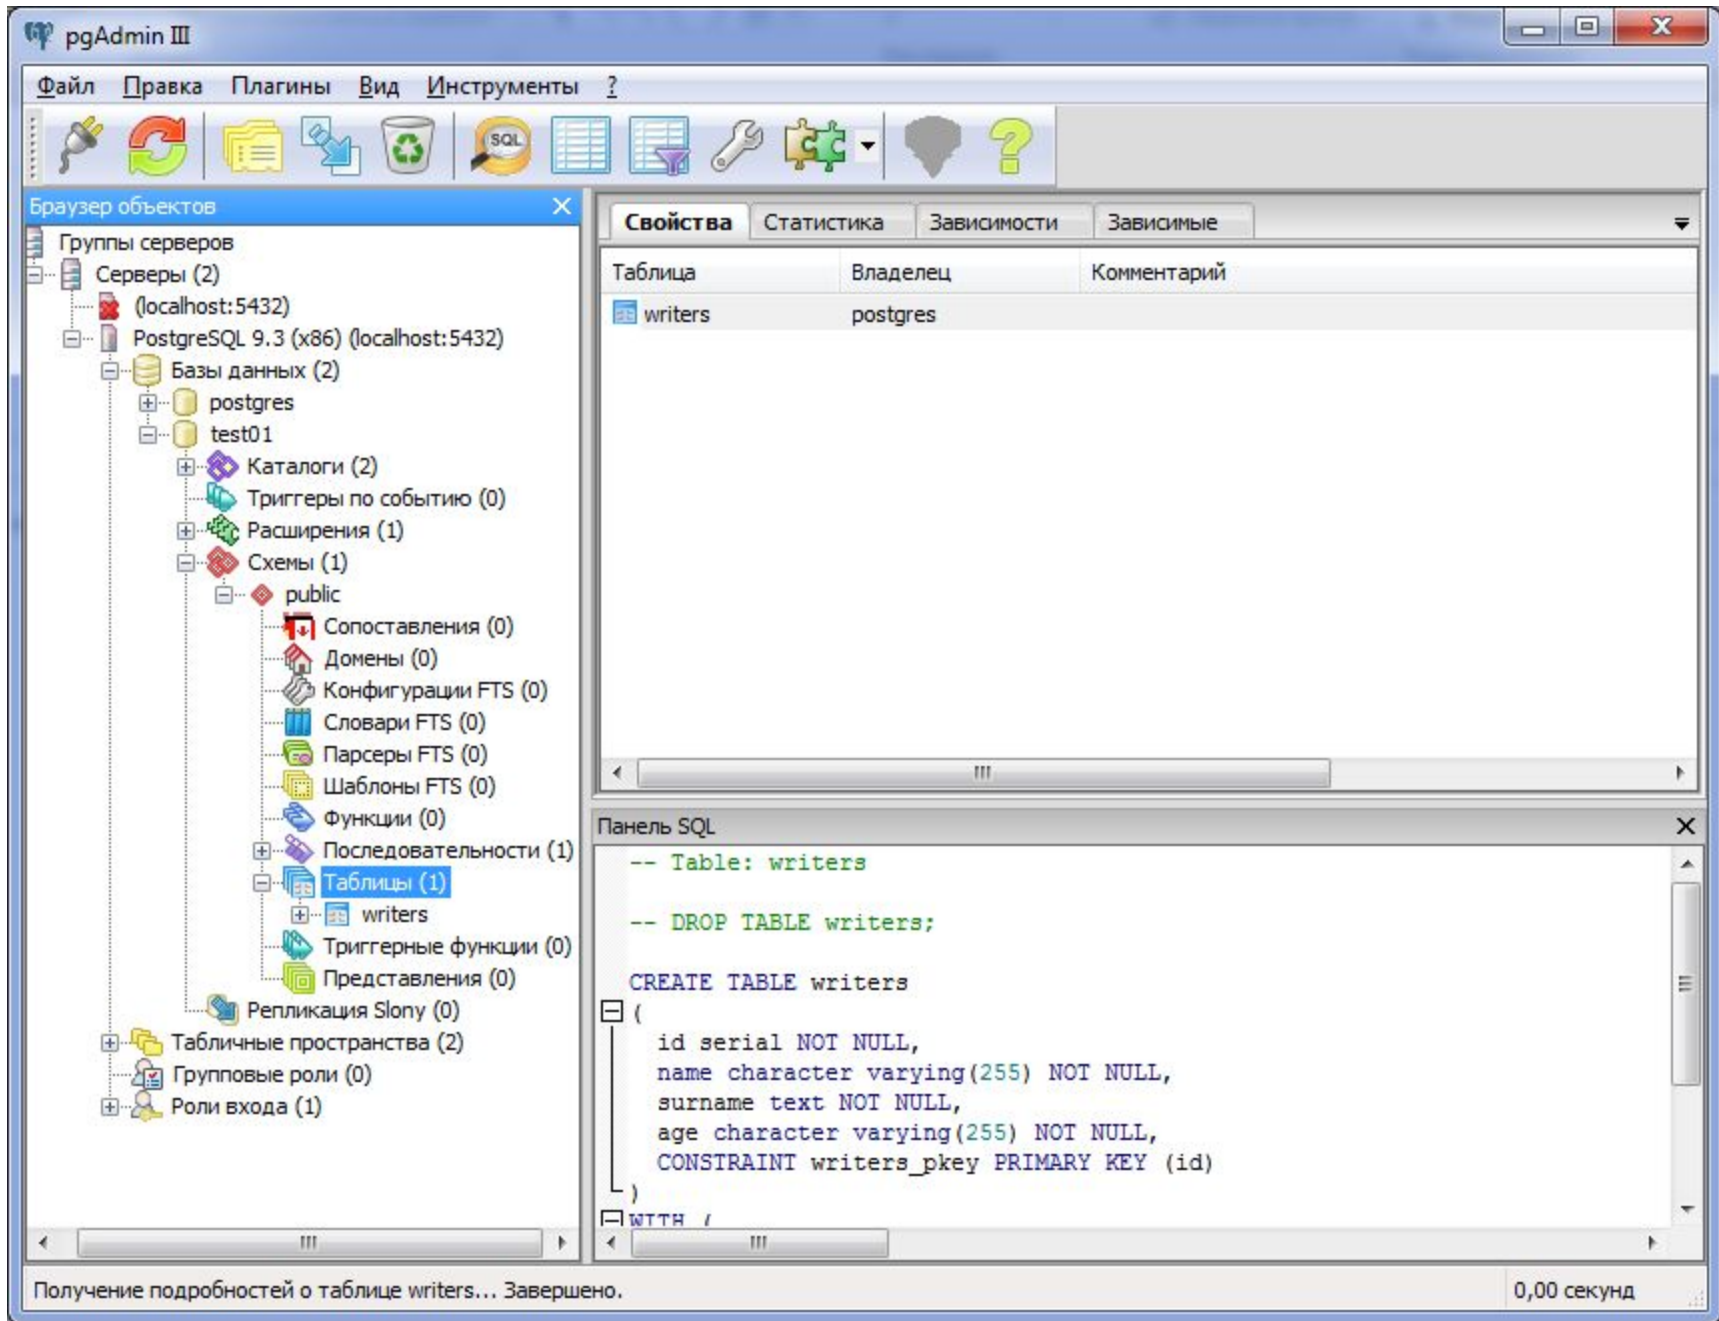 pgAdmin III
Файл Правка Плагины Вид Инструменты ?
SQL
Браузер объектов
Группы серверов
Серверы (2)
(localhost:5432)
PostgreSQL 9.3 (x86) (localhost:5432)
Базы данных (2)
postgres
test01
Каталоги (2)
Триггеры по событию (0)
Расширения (1)
Схемы (1)
public
Сопоставления (0)
Домены (0)
Конфигурации FTS (0)
Словари FTS (0)
Парсеры FTS (0)
Шаблоны FTS (0)
Функции (0)
Последовательности (1)
Таблицы (1)
writers
Триггерные функции (0)
Представления (0)
Репликация Slony (0)
Табличные пространства (2)
Групповые роли (0)
Роли входа (1)
Свойства Статистика Зависимости Зависимые
Таблица Владелец Комментарий
writers postgres
Панель SQL
-- Table: writers
-- DROP TABLE writers;
CREATE TABLE writers
(
id serial NOT NULL,
name character varying(255) NOT NULL,
surname text NOT NULL,
age character varying(255) NOT NULL,
CONSTRAINT writers_pkey PRIMARY KEY (id)
)
WITH (
Получение подробностей о таблице writers... Завершено.
0,00 секунд